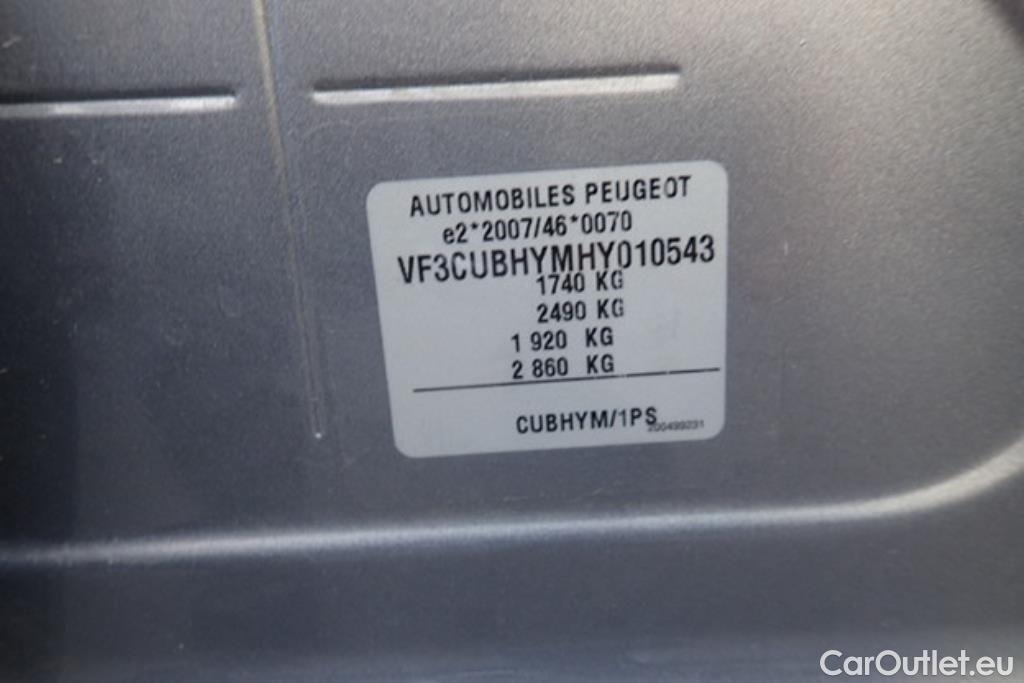 AUTOMOBILES PEUGEOT
e2*2007/46*0070
VF3CUBHYMHY010543
1740 KG
2490 KG
1 920 KG
2 860 KG
CUBHYM/1PS
200499231
CarOutlet.eu